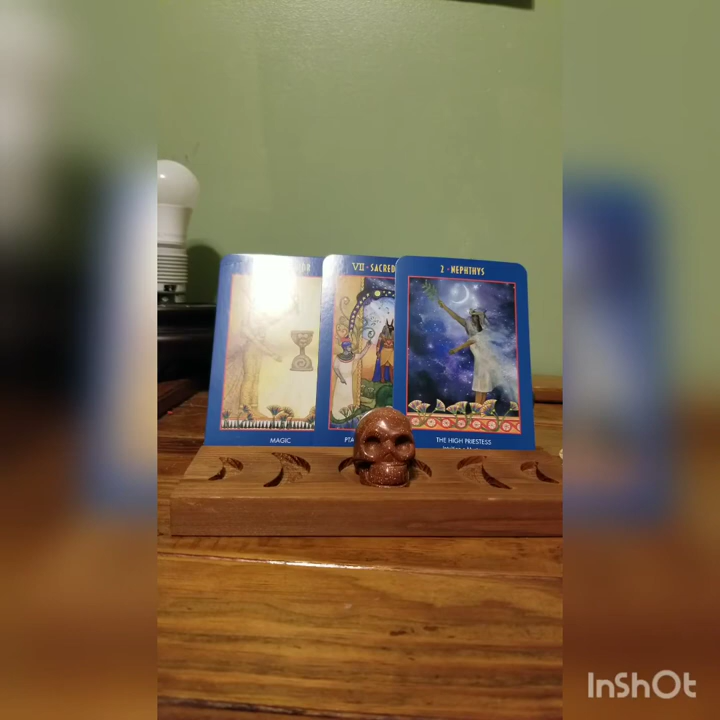 VII · SACRED
2 · NEPHTHYS
MAGIC
THE HIGH PRIESTESS
InShOt